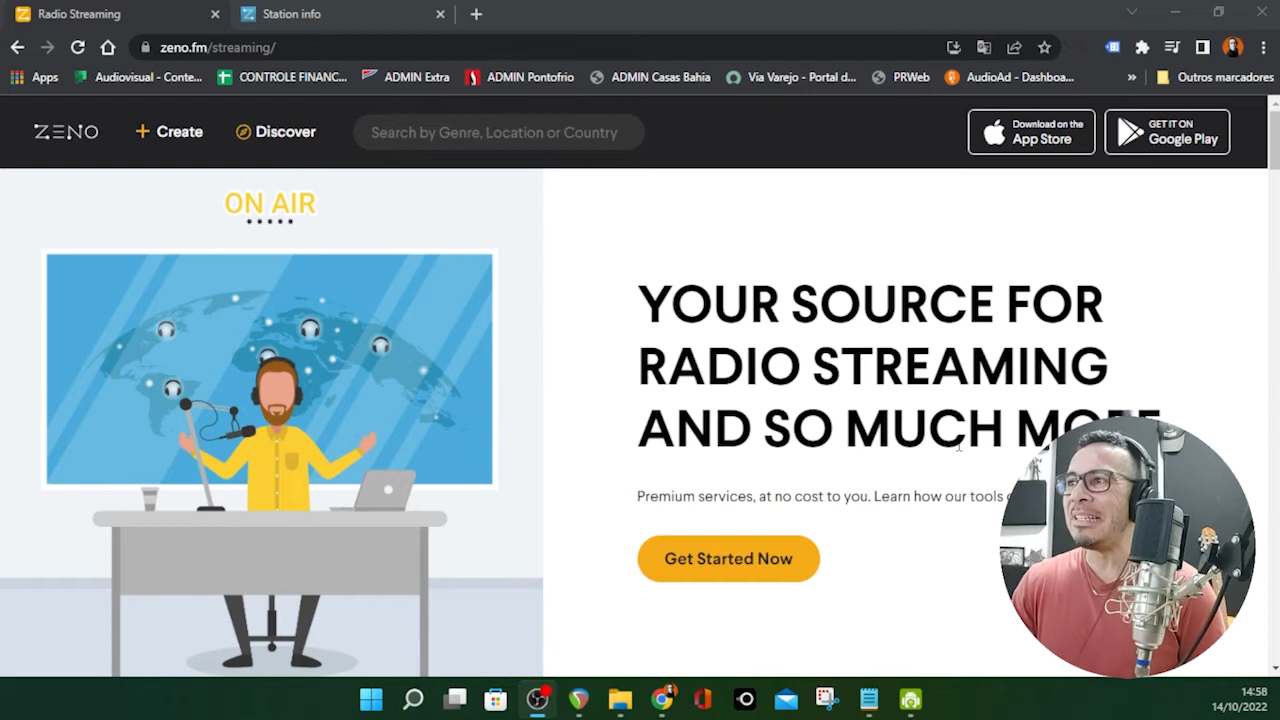 Radio Streaming
Station info
zeno.fm/streaming/
Apps
Audiovisual - Conte...
CONTROLE FINANC...
ADMIN Extra
ADMIN Pontofrio
ADMIN Casas Bahia
Via Varejo - Portal d...
PRWeb
AudioAd - Dashboa...
»
Outros marcadores
ZENO
+ Create
Discover
Search by Genre, Location or Country
Download on the
App Store
GET IT ON
Google Play
ON AIR
YOUR SOURCE FOR
RADIO STREAMING
AND SO MUCH MORE
Premium services, at no cost to you. Learn how our tools
Get Started Now
14:58
14/10/2022